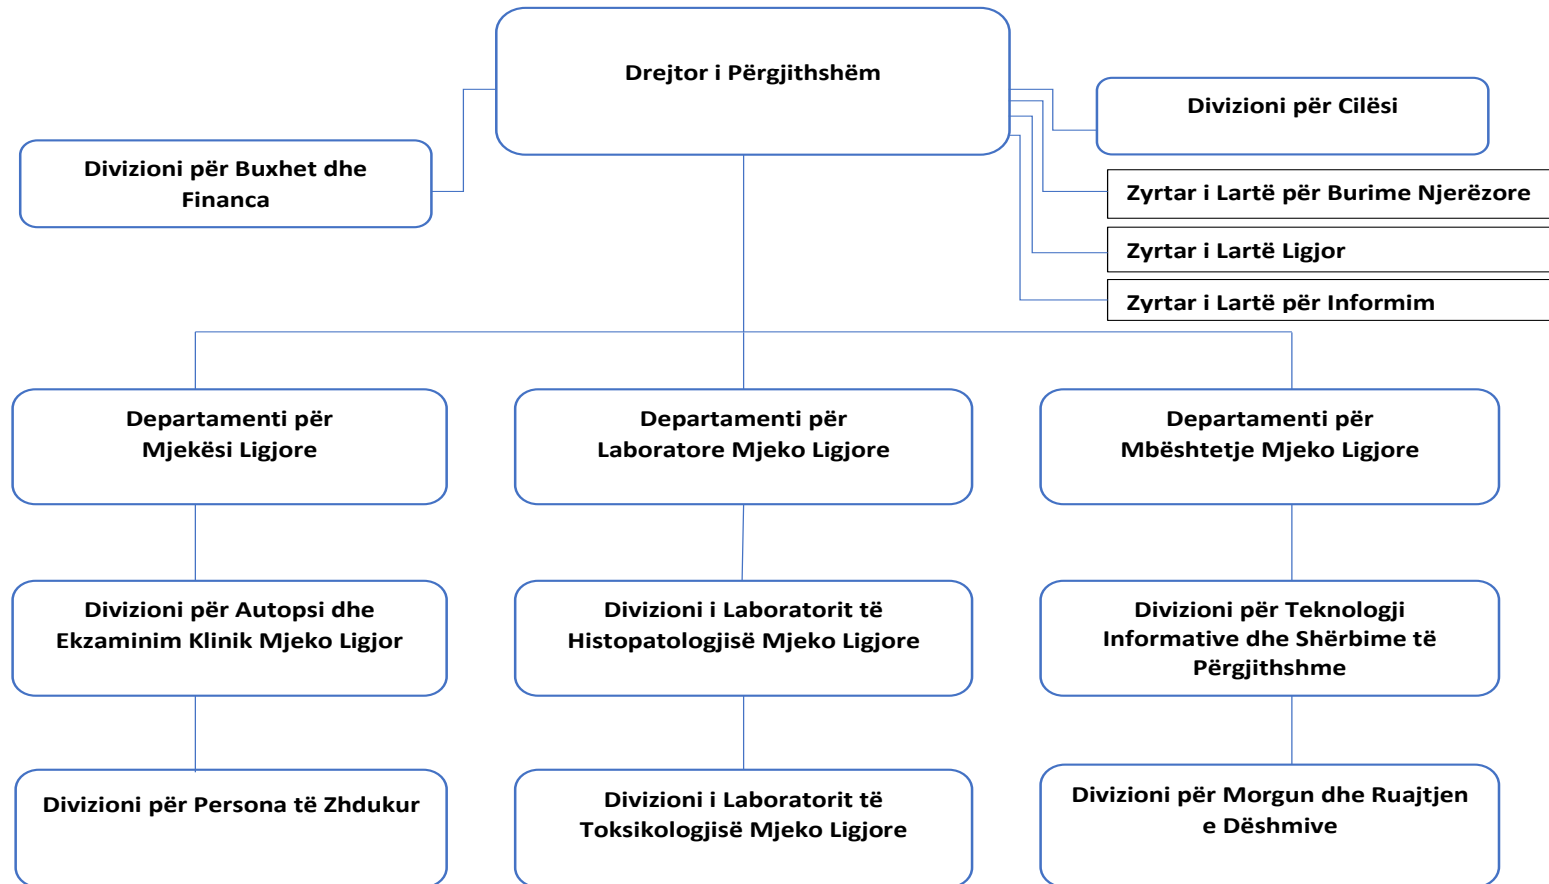 Drejtor i Përgjithshëm
Divizioni për Cilësi
Divizioni për Buxhet dhe
Financa
Zyrtar i Lartë për Burime Njerëzore
Zyrtar i Lartë Ligjor
Zyrtar i Lartë për Informim
Departamenti për
Mjekësi Ligjore
Departamenti për
Laboratore Mjeko Ligjore
Departamenti për
Mbështetje Mjeko Ligjore
Divizioni për Autopsi dhe
Ekzaminim Klinik Mjeko Ligjor
Divizioni i Laboratorit të
Histopatologjisë Mjeko Ligjore
Divizioni për Teknologji
Informative dhe Shërbime të
Përgjithshme
Divizioni për Persona të Zhdukur
Divizioni i Laboratorit të
Toksikologjisë Mjeko Ligjore
Divizioni për Morgun dhe Ruajtjen
e Dëshmive